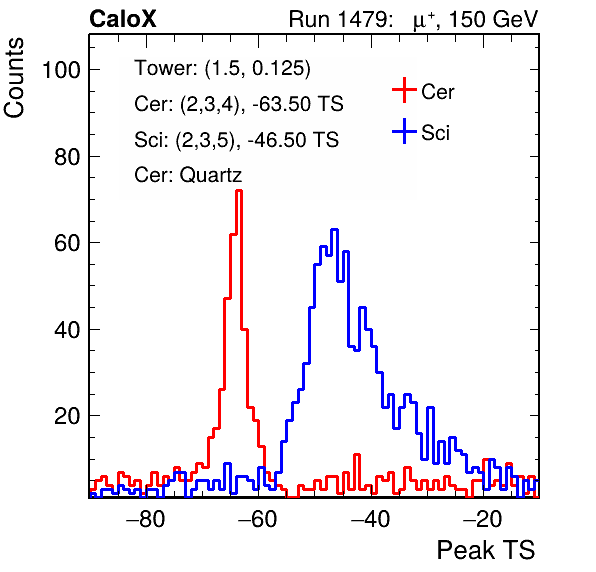 CaloX Run 1479: μ⁺, 150 GeV
Counts
Tower: (1.5, 0.125)
Cer: (2,3,4), -63.50 TS
Sci: (2,3,5), -46.50 TS
Cer: Quartz
Cer
Sci
100
80
60
40
20
−80 −60 −40 −20
Peak TS